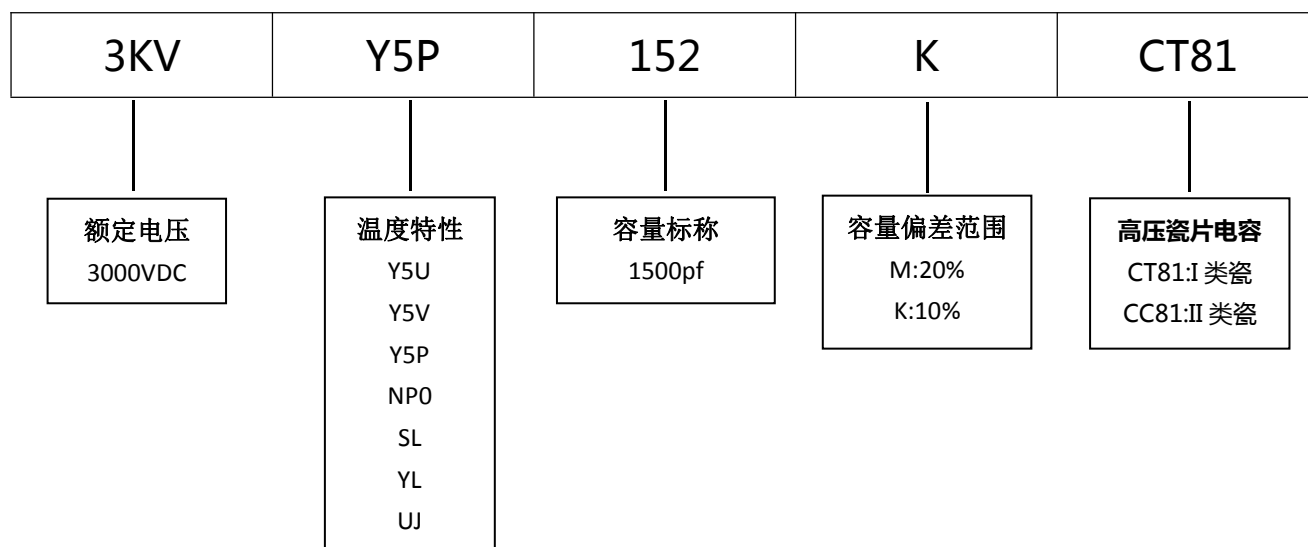 3KV Y5P 152 K CT81
额定电压
3000VDC
温度特性
Y5U
Y5V
Y5P
NP0
SL
YL
UJ
容量标称
1500pf
容量偏差范围
M:20%
K:10%
高压瓷片电容
CT81:I 类瓷
CC81:II 类瓷